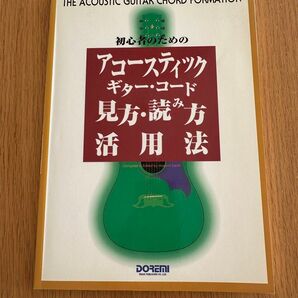 THE ACOUSTIC GUITAR CHORD FORMATION
初心者のための
アコースティック
ギター・コード
見方・読み方
活用法
DOREMI